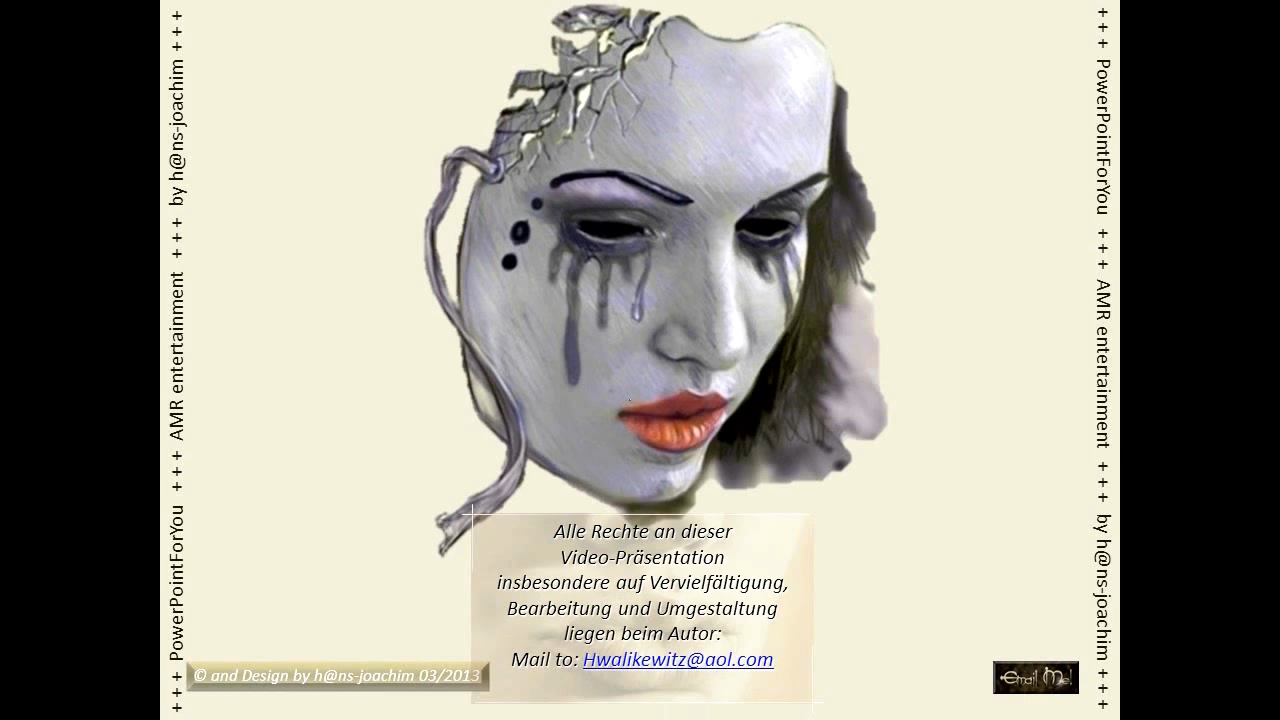 + + + PowerPointForYou + + + AMR entertainment + + + by h@ns-joachim + + +
Alle Rechte an dieser
Video-Präsentation
insbesondere auf Vervielfältigung,
Bearbeitung und Umgestaltung
liegen beim Autor:
Mail to: Hwalikewitz@aol.com
© and Design by h@ns-joachim 03/2013
Email Me!
+ + + PowerPointForYou + + + AMR entertainment + + + by h@ns-joachim + + +